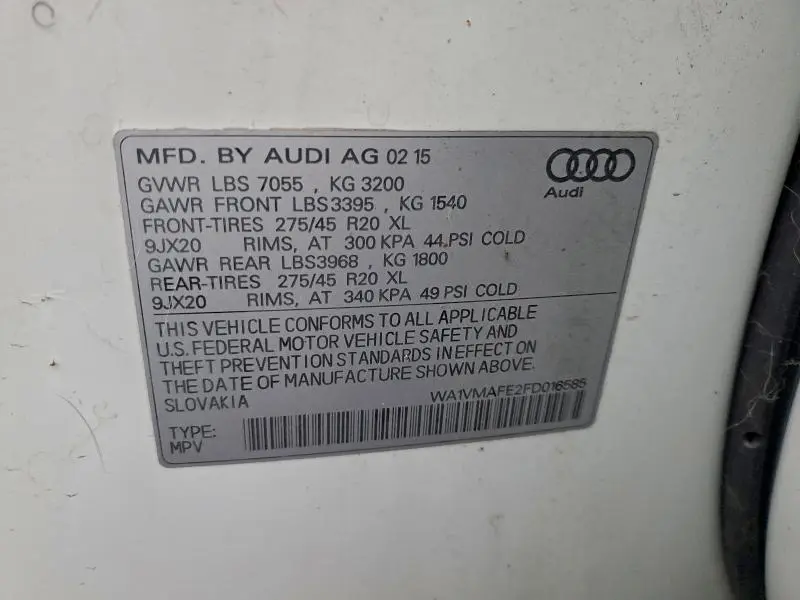 MFD. BY AUDI AG 02 15
Audi
GVWR LBS 7055 , KG 3200
GAWR FRONT LBS3395 , KG 1540
FRONT-TIRES 275/45 R20 XL
9JX20 RIMS, AT 300 KPA 44 PSI COLD
GAWR REAR LBS3968 , KG 1800
REAR-TIRES 275/45 R20 XL
9JX20 RIMS, AT 340 KPA 49 PSI COLD
THIS VEHICLE CONFORMS TO ALL APPLICABLE
U.S. FEDERAL MOTOR VEHICLE SAFETY AND
THEFT PREVENTION STANDARDS IN EFFECT ON
THE DATE OF MANUFACTURE SHOWN ABOVE.
SLOVAKIA WA1VMAFE2FD016585
TYPE:
MPV